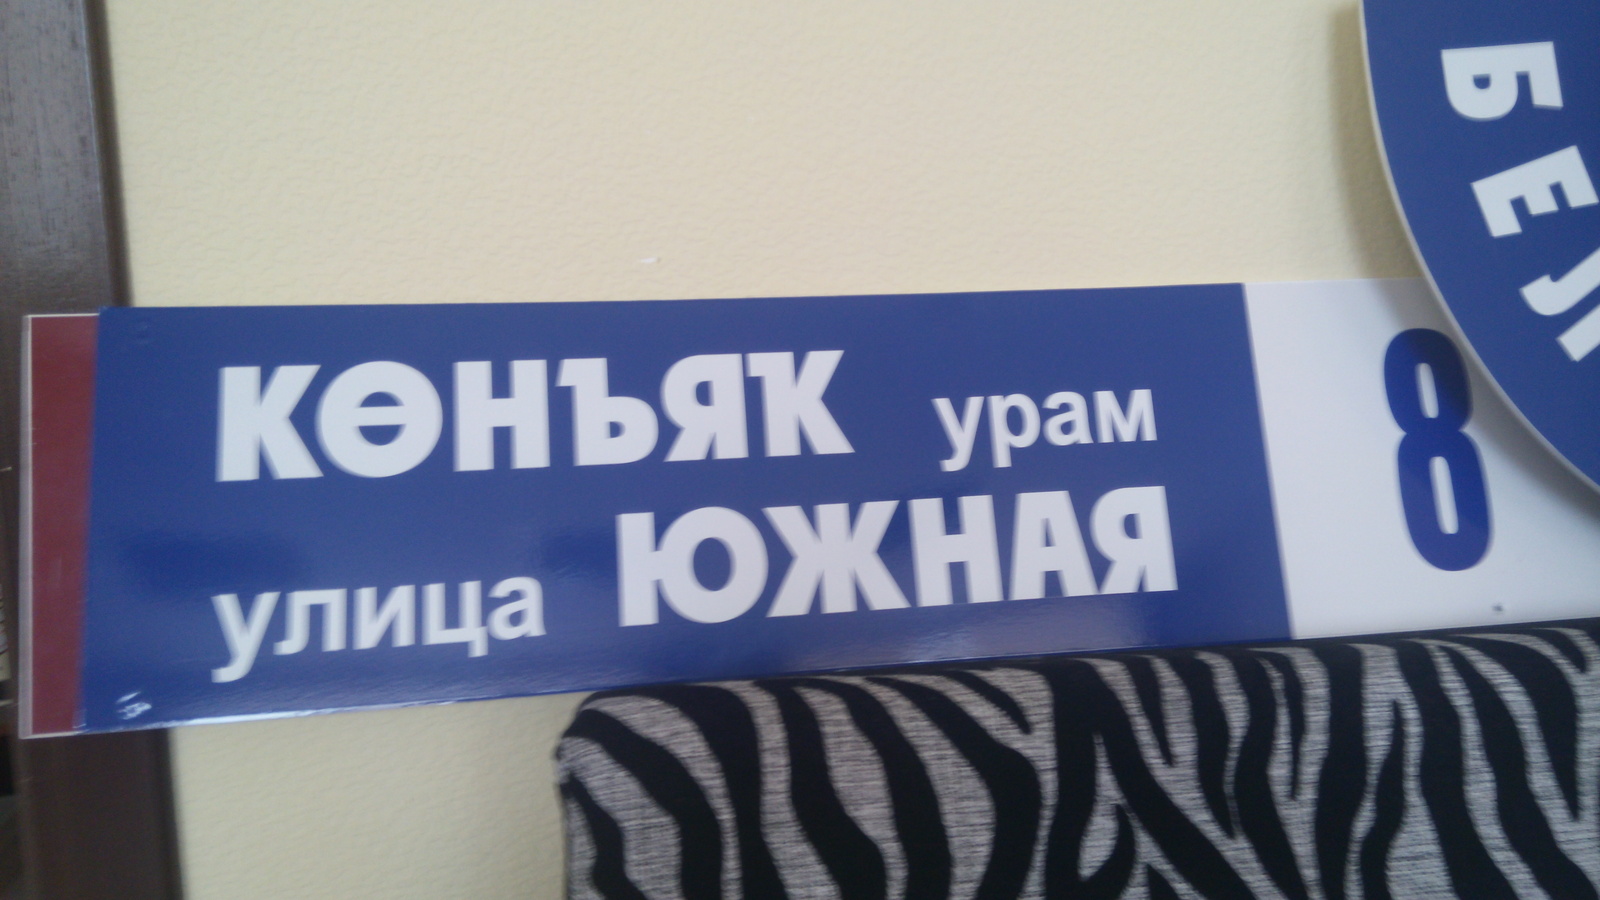 КӨНЪЯҠ урам
улица ЮЖНАЯ
8